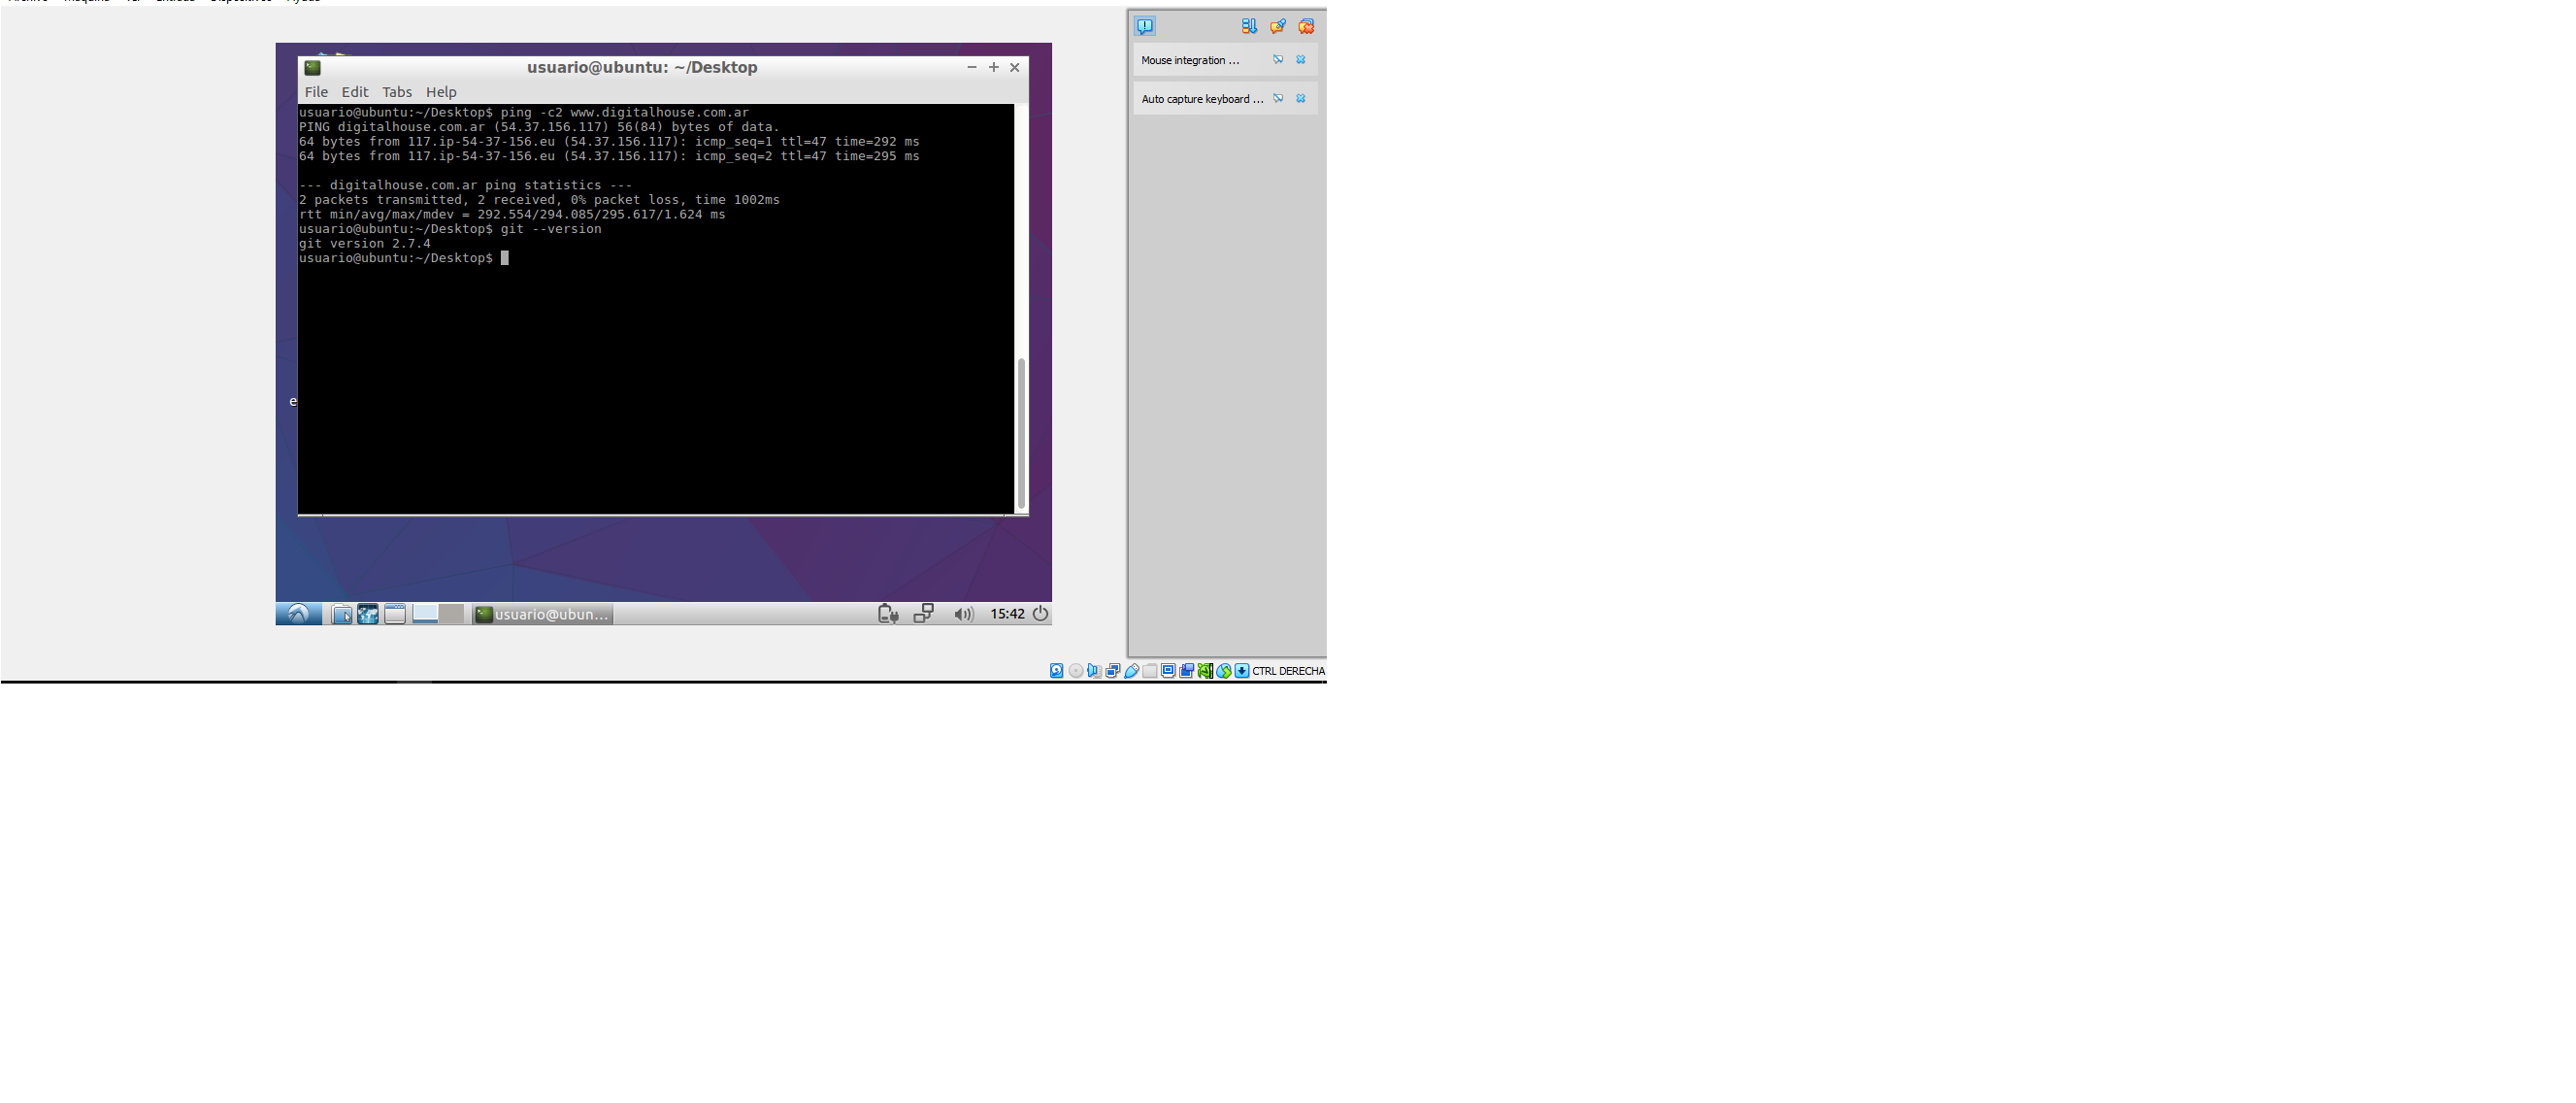 Archivo Máquina Ver Entrada Dispositivos Ayuda
usuario@ubuntu: ~/Desktop
File Edit Tabs Help
usuario@ubuntu:~/Desktop$ ping -c2 www.digitalhouse.com.ar
PING digitalhouse.com.ar (54.37.156.117) 56(84) bytes of data.
64 bytes from 117.ip-54-37-156.eu (54.37.156.117): icmp_seq=1 ttl=47 time=292 ms
64 bytes from 117.ip-54-37-156.eu (54.37.156.117): icmp_seq=2 ttl=47 time=295 ms
--- digitalhouse.com.ar ping statistics ---
2 packets transmitted, 2 received, 0% packet loss, time 1002ms
rtt min/avg/max/mdev = 292.554/294.085/295.617/1.624 ms
usuario@ubuntu:~/Desktop$ git --version
git version 2.7.4
usuario@ubuntu:~/Desktop$
e
usuario@ubun...
15:42
Mouse integration ...
Auto capture keyboard ...
CTRL DERECHA